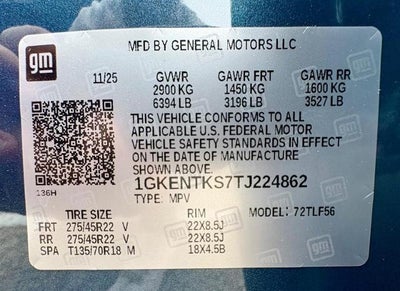 MFD BY GENERAL MOTORS LLC
gm
11/25 GVWR GAWR FRT GAWR RR
2900 KG 1450 KG 1600 KG
6394 LB 3196 LB 3527 LB
THIS VEHICLE CONFORMS TO ALL
APPLICABLE U.S. FEDERAL MOTOR
VEHICLE SAFETY STANDARDS IN EFFECT
ON THE DATE OF MANUFACTURE
SHOWN ABOVE.
136H
1GKENTKS7TJ224862
TYPE: MPV
TIRE SIZE RIM MODEL: 72TLF56
FRT 275/45R22 V 22X8.5J
RR 275/45R22 V 22X8.5J
SPA T135/70R18 M 18X4.5B